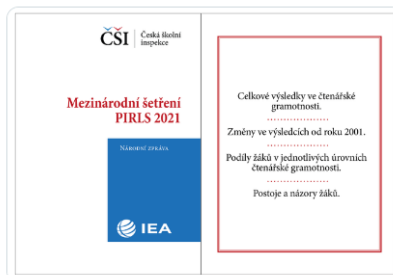 ČŠI
Česká školní
inspekce
Mezinárodní šetření
PIRLS 2021
Národní zpráva
IEA
Celkové výsledky ve čtenářské
gramotnosti.
Změny ve výsledcích od roku 2001.
Podíly žáků v jednotlivých úrovních
čtenářské gramotnosti.
Postoje a názory žáků.